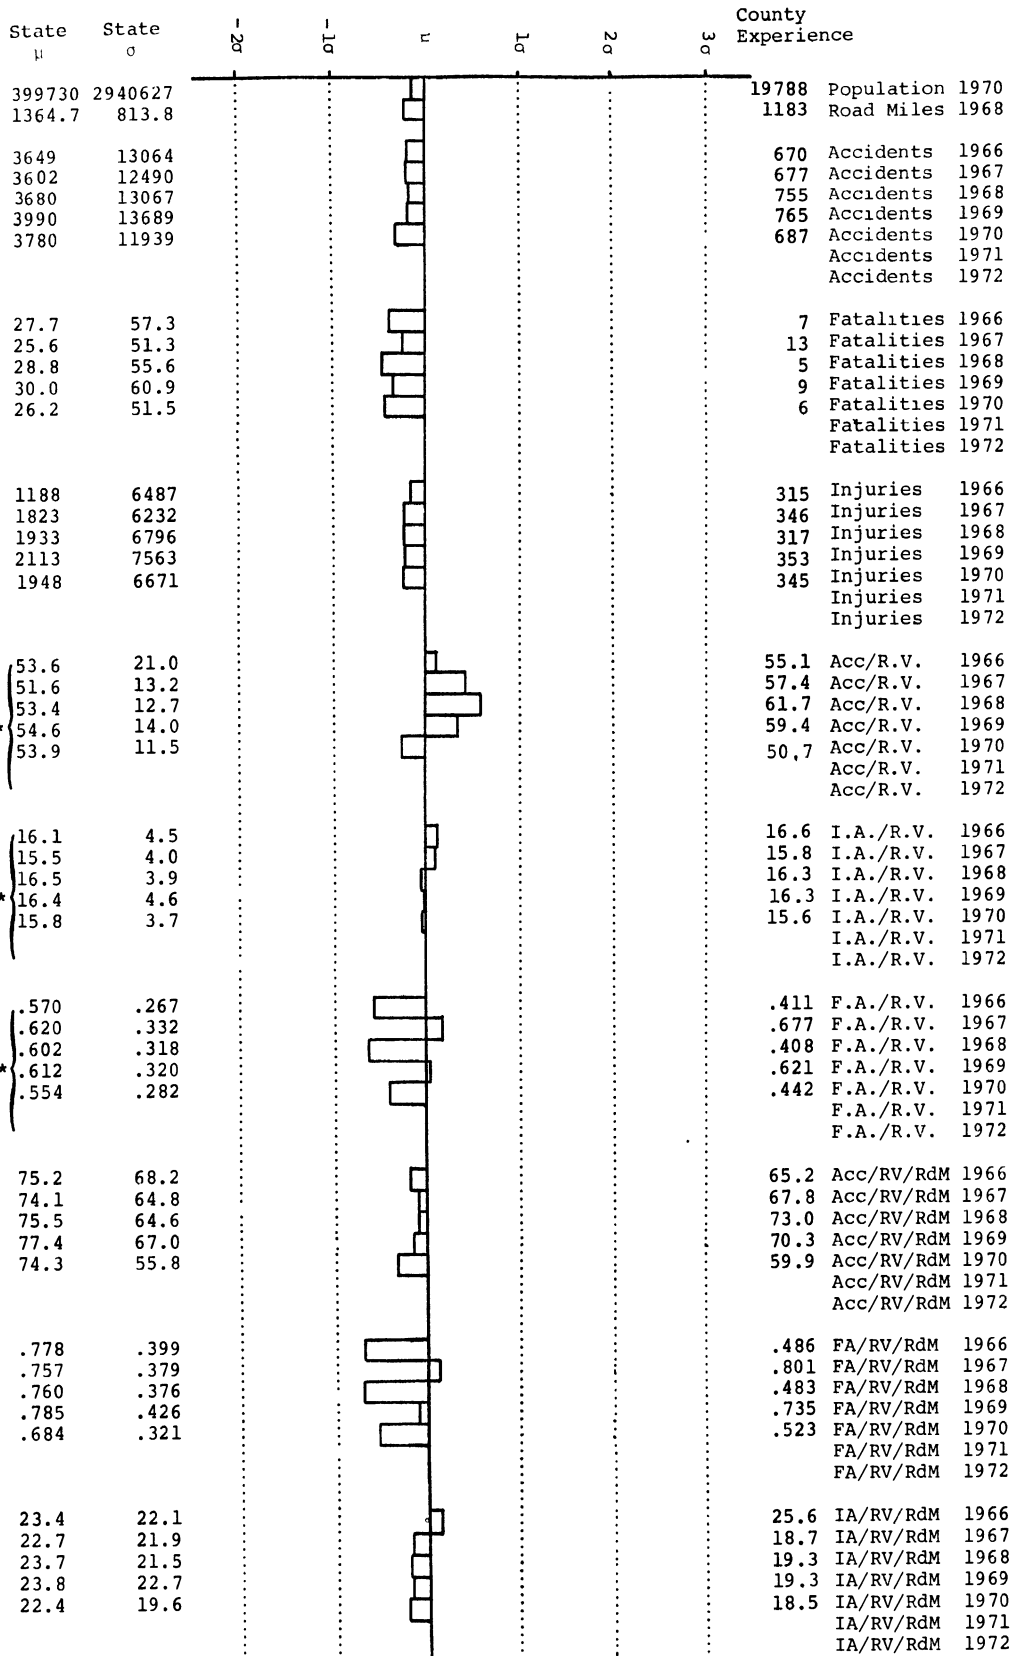 State State -2σ -1σ μ 1σ 2σ 3σ County
μ σ Experience
399730 2940627 19788 Population 1970
1364.7 813.8 1183 Road Miles 1968
3649 13064 670 Accidents 1966
3602 12490 677 Accidents 1967
3680 13067 755 Accidents 1968
3990 13689 765 Accidents 1969
3780 11939 687 Accidents 1970
Accidents 1971
Accidents 1972
27.7 57.3 7 Fatalities 1966
25.6 51.3 13 Fatalities 1967
28.8 55.6 5 Fatalities 1968
30.0 60.9 9 Fatalities 1969
26.2 51.5 6 Fatalities 1970
Fatalities 1971
Fatalities 1972
1188 6487 315 Injuries 1966
1823 6232 346 Injuries 1967
1933 6796 317 Injuries 1968
2113 7563 353 Injuries 1969
1948 6671 345 Injuries 1970
Injuries 1971
Injuries 1972
53.6 21.0 55.1 Acc/R.V. 1966
51.6 13.2 57.4 Acc/R.V. 1967
53.4 12.7 61.7 Acc/R.V. 1968
* 54.6 14.0 59.4 Acc/R.V. 1969
53.9 11.5 50.7 Acc/R.V. 1970
Acc/R.V. 1971
Acc/R.V. 1972
16.1 4.5 16.6 I.A./R.V. 1966
15.5 4.0 15.8 I.A./R.V. 1967
16.5 3.9 16.3 I.A./R.V. 1968
* 16.4 4.6 16.3 I.A./R.V. 1969
15.8 3.7 15.6 I.A./R.V. 1970
I.A./R.V. 1971
I.A./R.V. 1972
.570 .267 .411 F.A./R.V. 1966
.620 .332 .677 F.A./R.V. 1967
.602 .318 .408 F.A./R.V. 1968
* .612 .320 .621 F.A./R.V. 1969
.554 .282 .442 F.A./R.V. 1970
F.A./R.V. 1971
F.A./R.V. 1972
75.2 68.2 65.2 Acc/RV/RdM 1966
74.1 64.8 67.8 Acc/RV/RdM 1967
75.5 64.6 73.0 Acc/RV/RdM 1968
77.4 67.0 70.3 Acc/RV/RdM 1969
74.3 55.8 59.9 Acc/RV/RdM 1970
Acc/RV/RdM 1971
Acc/RV/RdM 1972
.778 .399 .486 FA/RV/RdM 1966
.757 .379 .801 FA/RV/RdM 1967
.760 .376 .483 FA/RV/RdM 1968
.785 .426 .735 FA/RV/RdM 1969
.684 .321 .523 FA/RV/RdM 1970
FA/RV/RdM 1971
FA/RV/RdM 1972
23.4 22.1 25.6 IA/RV/RdM 1966
22.7 21.9 18.7 IA/RV/RdM 1967
23.7 21.5 19.3 IA/RV/RdM 1968
23.8 22.7 19.3 IA/RV/RdM 1969
22.4 19.6 18.5 IA/RV/RdM 1970
IA/RV/RdM 1971
IA/RV/RdM 1972